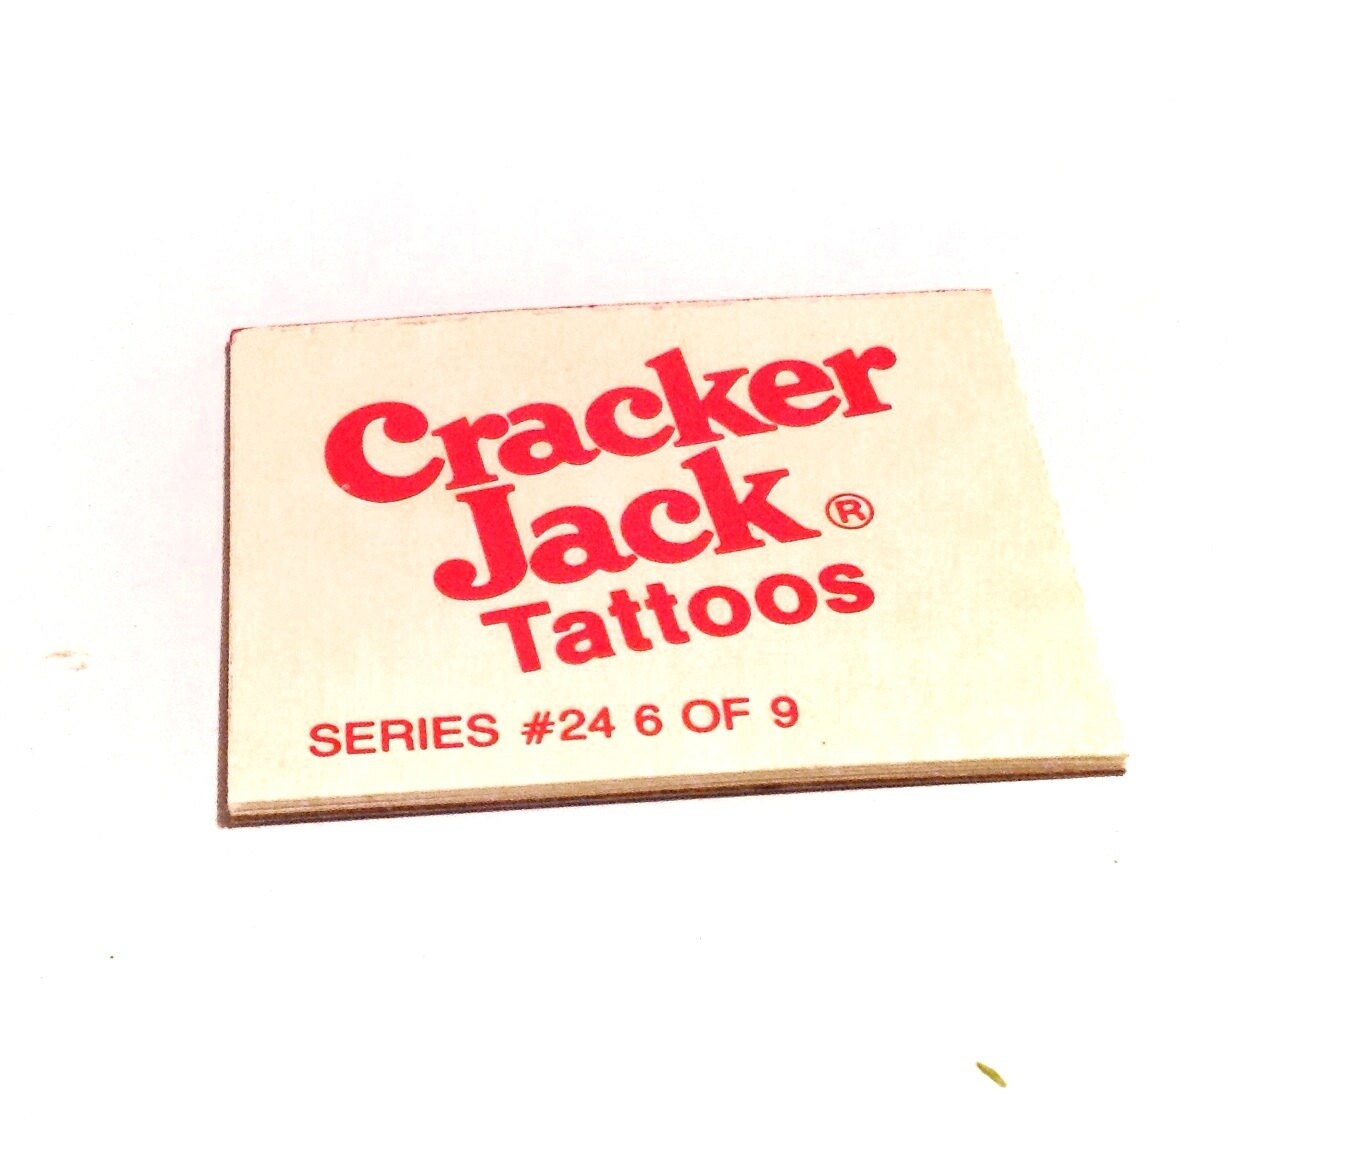 Cracker
Jack ®
Tattoos
SERIES #24 6 OF 9